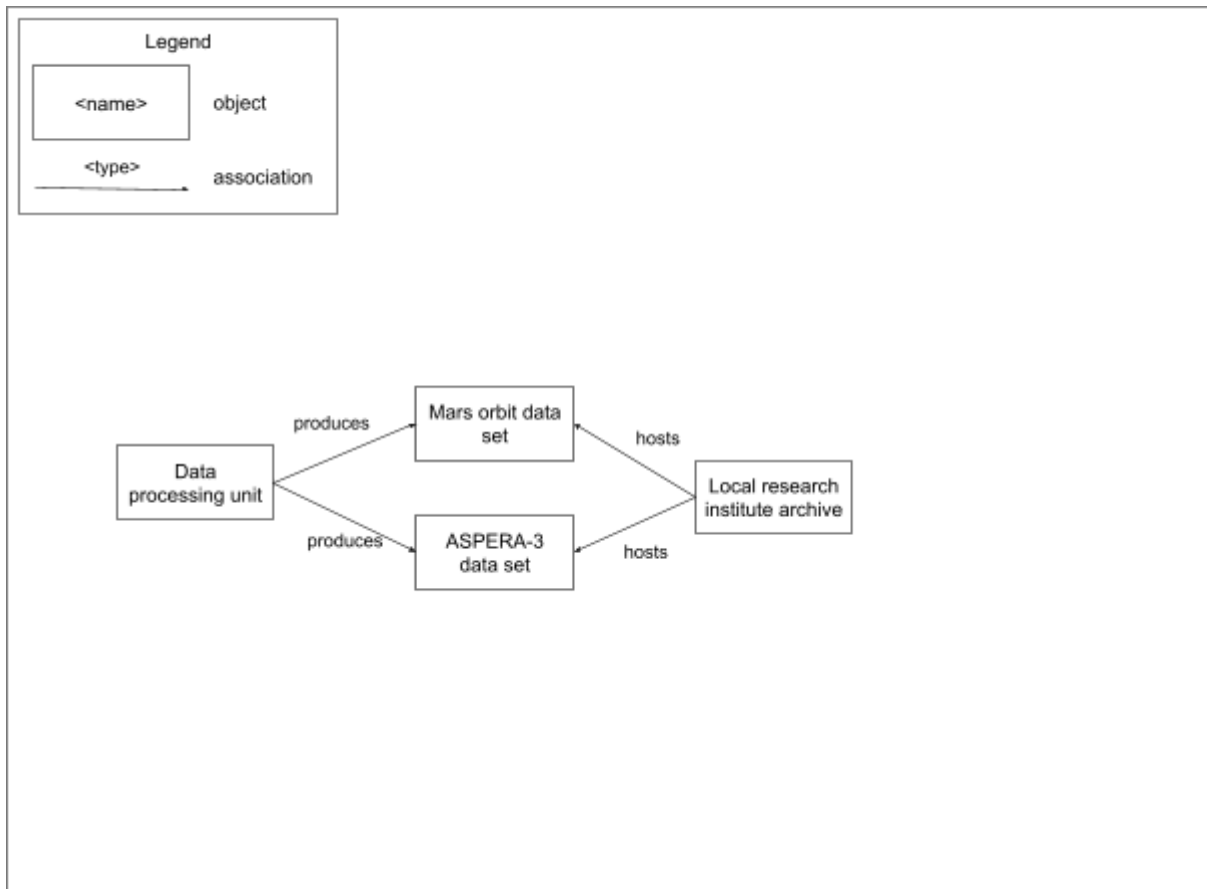 Legend
<name>
object
<type>
association
Mars orbit data
set
produces
hosts
Data
processing unit
Local research
institute archive
produces
ASPERA-3
data set
hosts